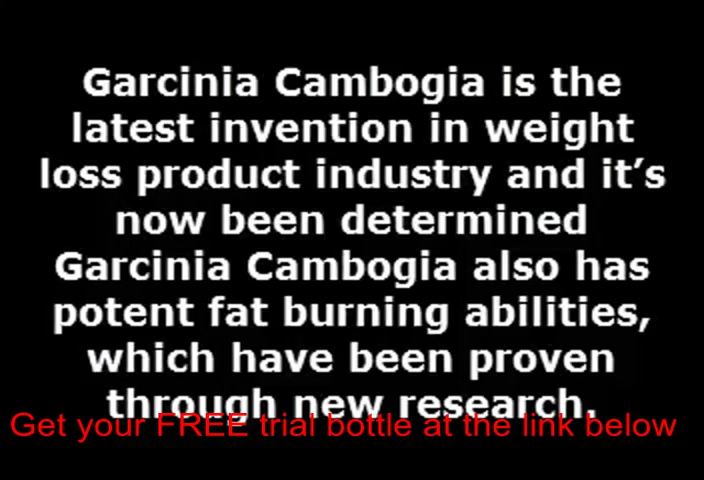 Garcinia Cambogia is the
latest invention in weight
loss product industry and it’s
now been determined
Garcinia Cambogia also has
potent fat burning abilities,
which have been proven
through new research.
Get your FREE trial bottle at the link below